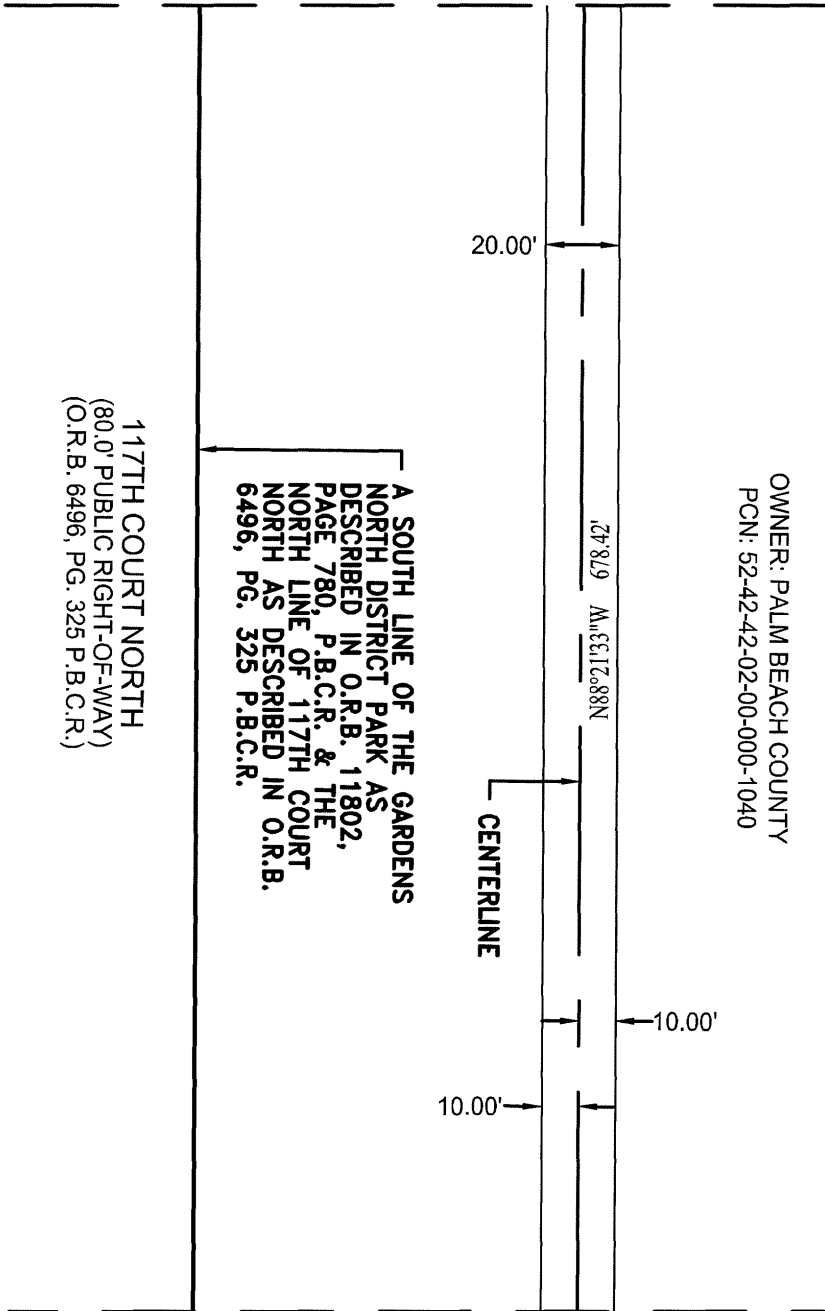 OWNER: PALM BEACH COUNTY
PCN: 52-42-42-02-00-000-1040
20.00'
N88°21'33"W 678.42'
CENTERLINE
10.00'
10.00'
A SOUTH LINE OF THE GARDENS
NORTH DISTRICT PARK AS
DESCRIBED IN O.R.B. 11802,
PAGE 780, P.B.C.R. & THE
NORTH LINE OF 117TH COURT
NORTH AS DESCRIBED IN O.R.B.
6496, PG. 325 P.B.C.R.
117TH COURT NORTH
(80.0' PUBLIC RIGHT-OF-WAY)
(O.R.B. 6496, PG. 325 P.B.C.R.)